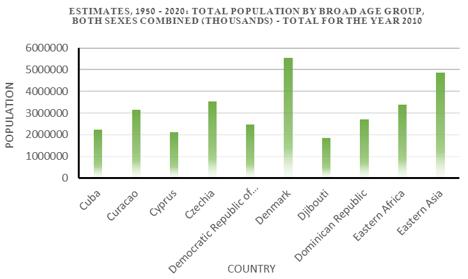 ESTIMATES, 1950 - 2020: TOTAL POPULATION BY BROAD AGE GROUP,
BOTH SEXES COMBINED (THOUSANDS) - TOTAL FOR THE YEAR 2010
6000000
5000000
4000000
3000000
2000000
1000000
0
POPULATION
Cuba
Curacao
Cyprus
Czechia
Democratic Republic of...
Denmark
Djibouti
Dominican Republic
Eastern Africa
Eastern Asia
COUNTRY